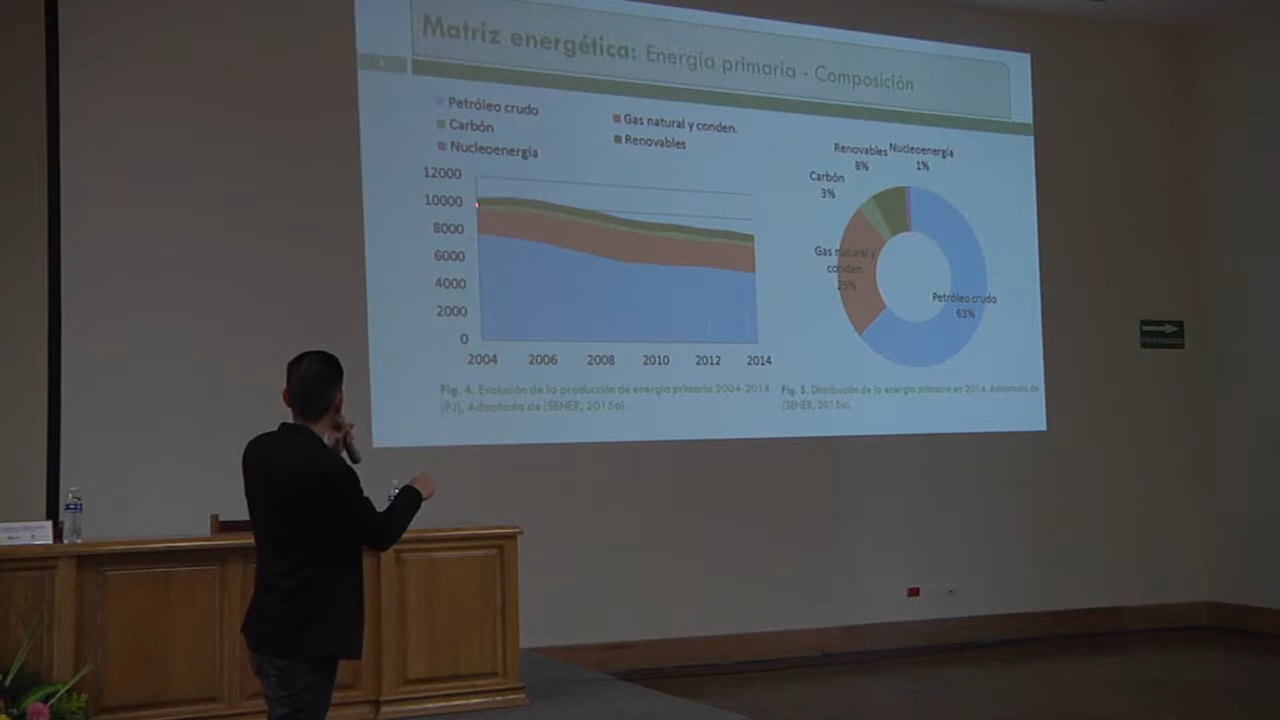 Matriz energética: Energía primaria - Composición
Petróleo crudo
Gas natural y conden.
Carbón
Renovables
Nucleoenergía
12000
10000
8000
6000
4000
2000
0
2004 2006 2008 2010 2012 2014
Fig. 4. Evolución de la producción de energía primaria 2004-2014
(PJ), Adaptada de (SENER, 2015a)
Renovables
8%
Nucleoenergía
1%
Carbón
3%
Gas natural y
conden.
25%
Petróleo crudo
63%
Fig. 5. Distribución de la energía primaria en 2014. Adaptada de
(SENER, 2015a).